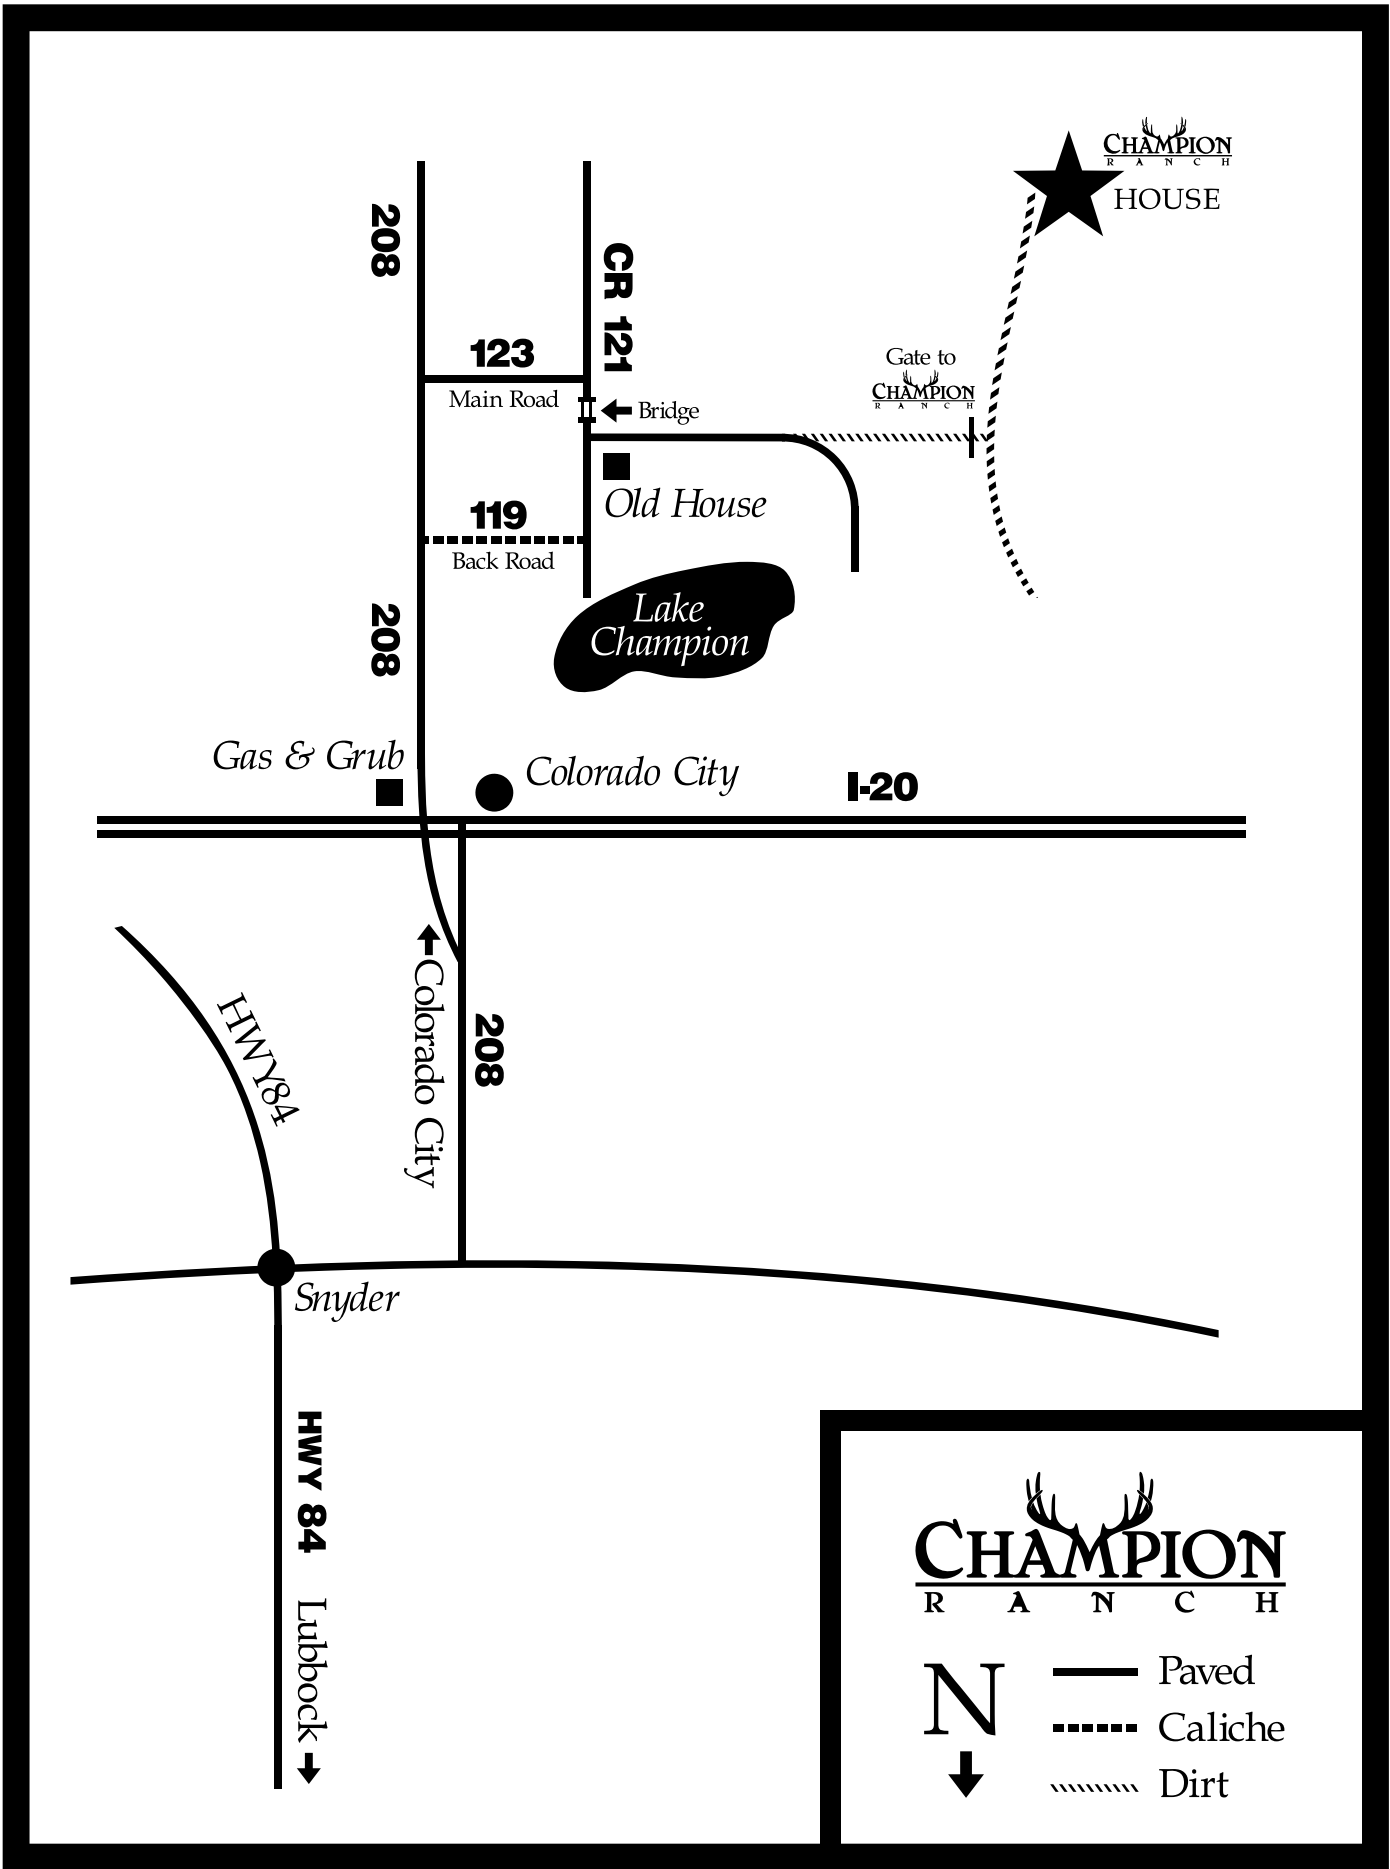 CHAMPION
RANCH
HOUSE
208
CR 121
123
Main Road
Bridge
Gate to
CHAMPION
RANCH
Old House
119
Back Road
208
Lake
Champion
Gas & Grub
Colorado City
I-20
HWY84
Colorado City
208
Snyder
HWY 84
Lubbock
CHAMPION
RANCH
N
Paved
Caliche
Dirt